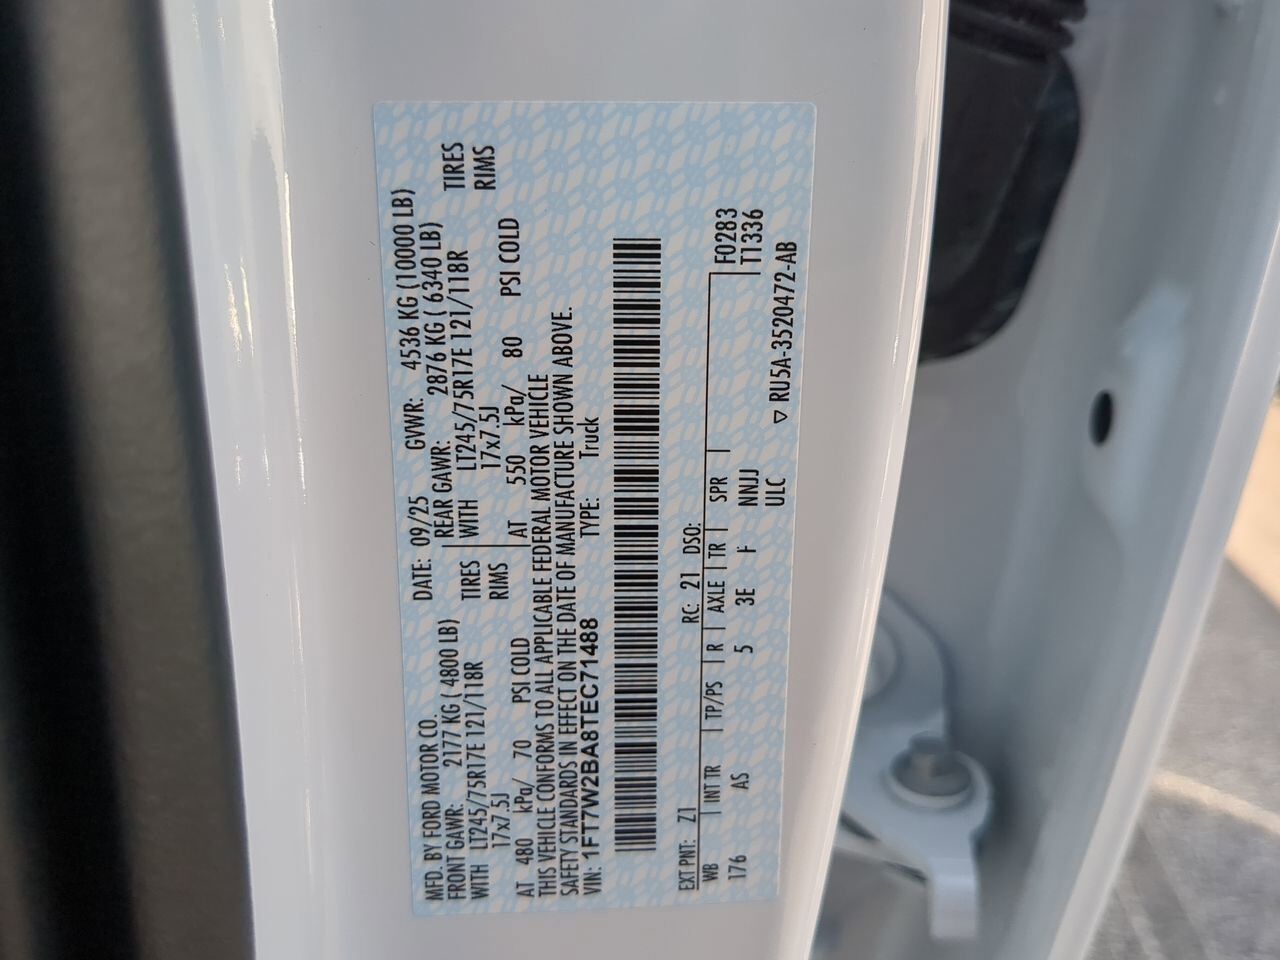 MFD. BY FORD MOTOR CO.
DATE: 09/25 GVWR: 4536 KG (10000 LB)
FRONT GAWR: 2177 KG ( 4800 LB) REAR GAWR: 2876 KG ( 6340 LB)
WITH LT245/75R17E 121/118R TIRES WITH LT245/75R17E 121/118R TIRES
17x7.5J RIMS 17x7.5J RIMS
AT 480 kPa/ 70 PSI COLD AT 550 kPa/ 80 PSI COLD
THIS VEHICLE CONFORMS TO ALL APPLICABLE FEDERAL MOTOR VEHICLE
SAFETY STANDARDS IN EFFECT ON THE DATE OF MANUFACTURE SHOWN ABOVE.
VIN: 1FT7W2BA8TEC71488 TYPE: Truck
EXT PNT: Z1 RC: 21 DSO:
WB INT TR TP/PS R AXLE TR SPR F0283
176 AS 5 3E F NNJJ T1336
ULC
▽ RU5A-3520472-AB